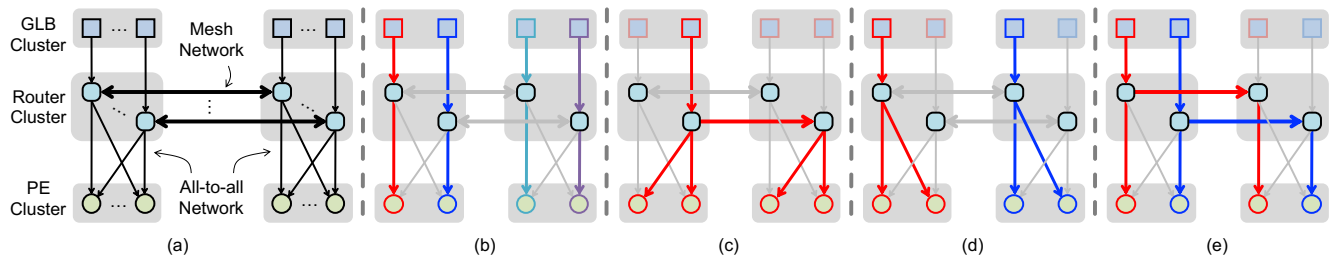 GLB
Cluster
... ...
Mesh
Network
Router
Cluster
...
... ...
PE
Cluster
All-to-all
Network
... ...
(a) (b) (c) (d) (e)